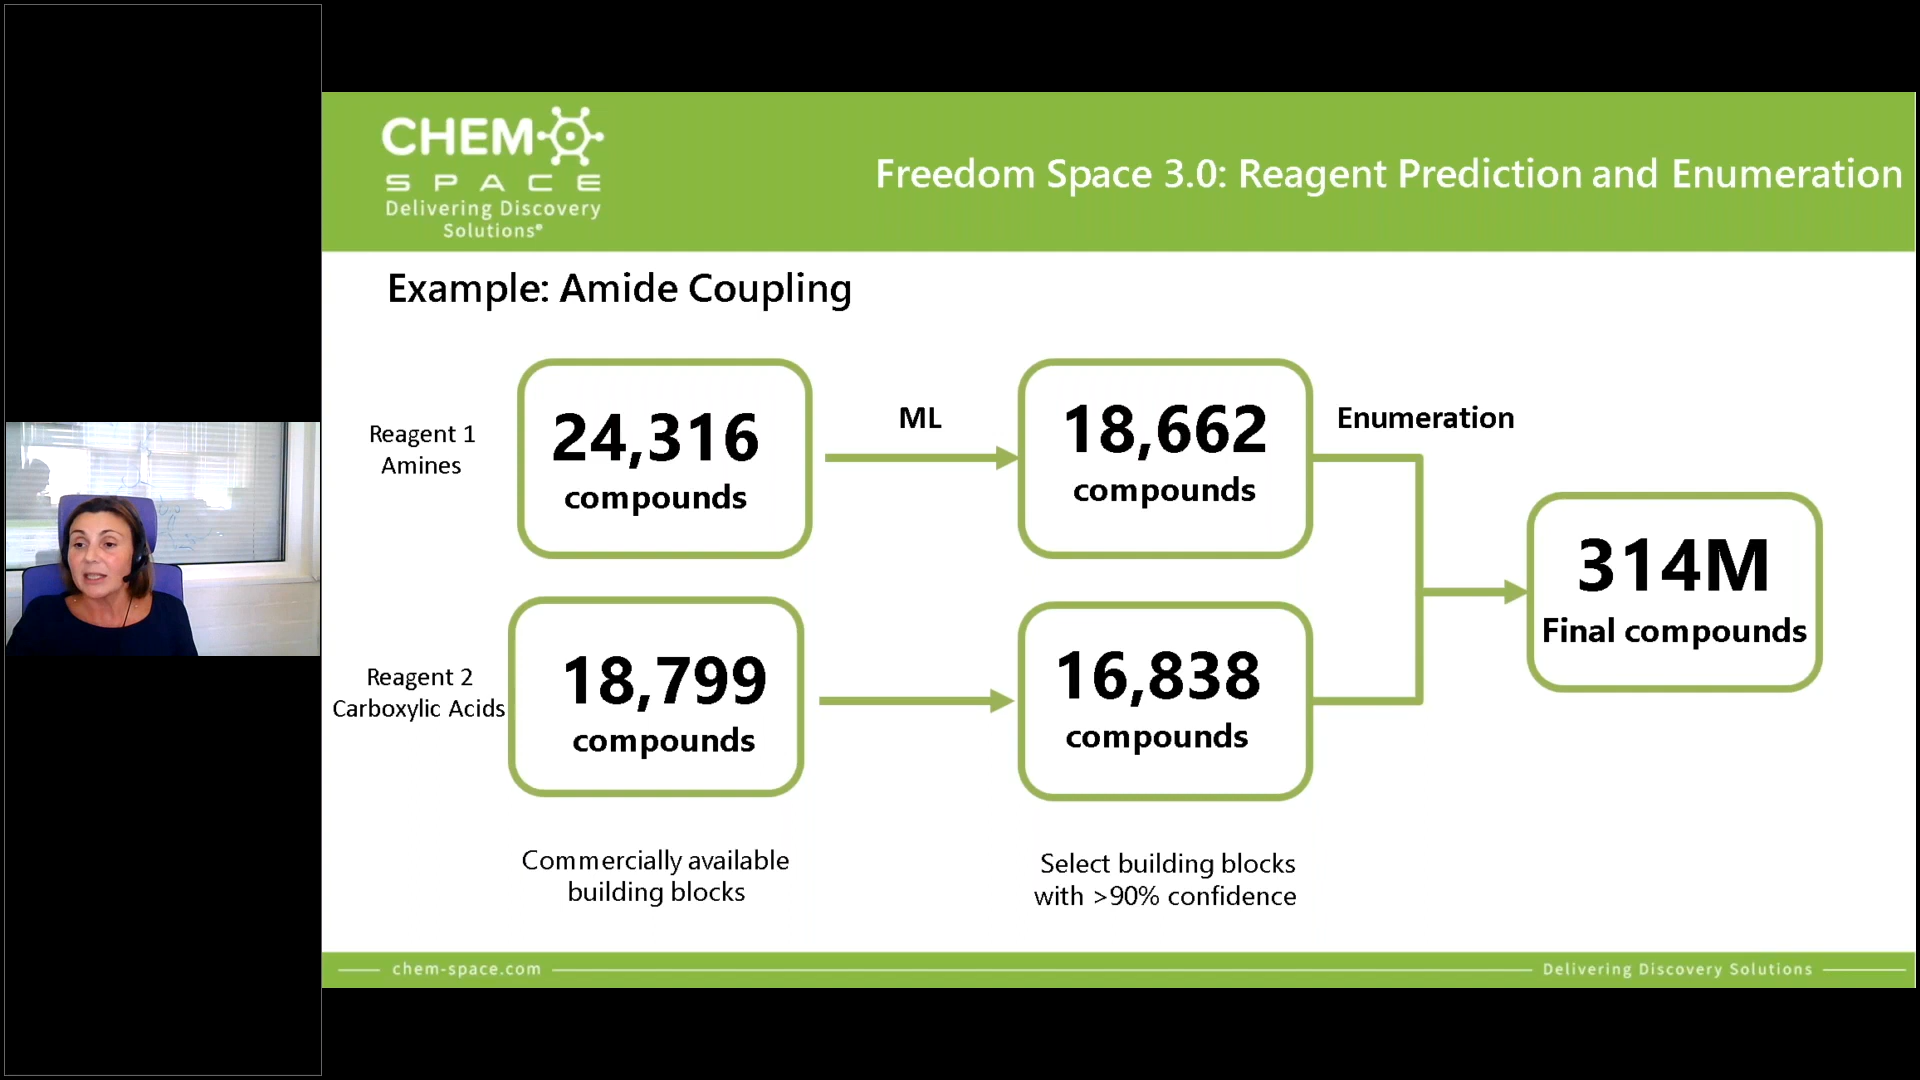 CHEM
SPACE
Delivering Discovery
Solutions®
Freedom Space 3.0: Reagent Prediction and Enumeration
Example: Amide Coupling
Reagent 1
Amines
24,316
compounds
ML
18,662
compounds
Enumeration
314M
Final compounds
Reagent 2
Carboxylic Acids
18,799
compounds
16,838
compounds
Commercially available
building blocks
Select building blocks
with >90% confidence
chem-space.com
Delivering Discovery Solutions